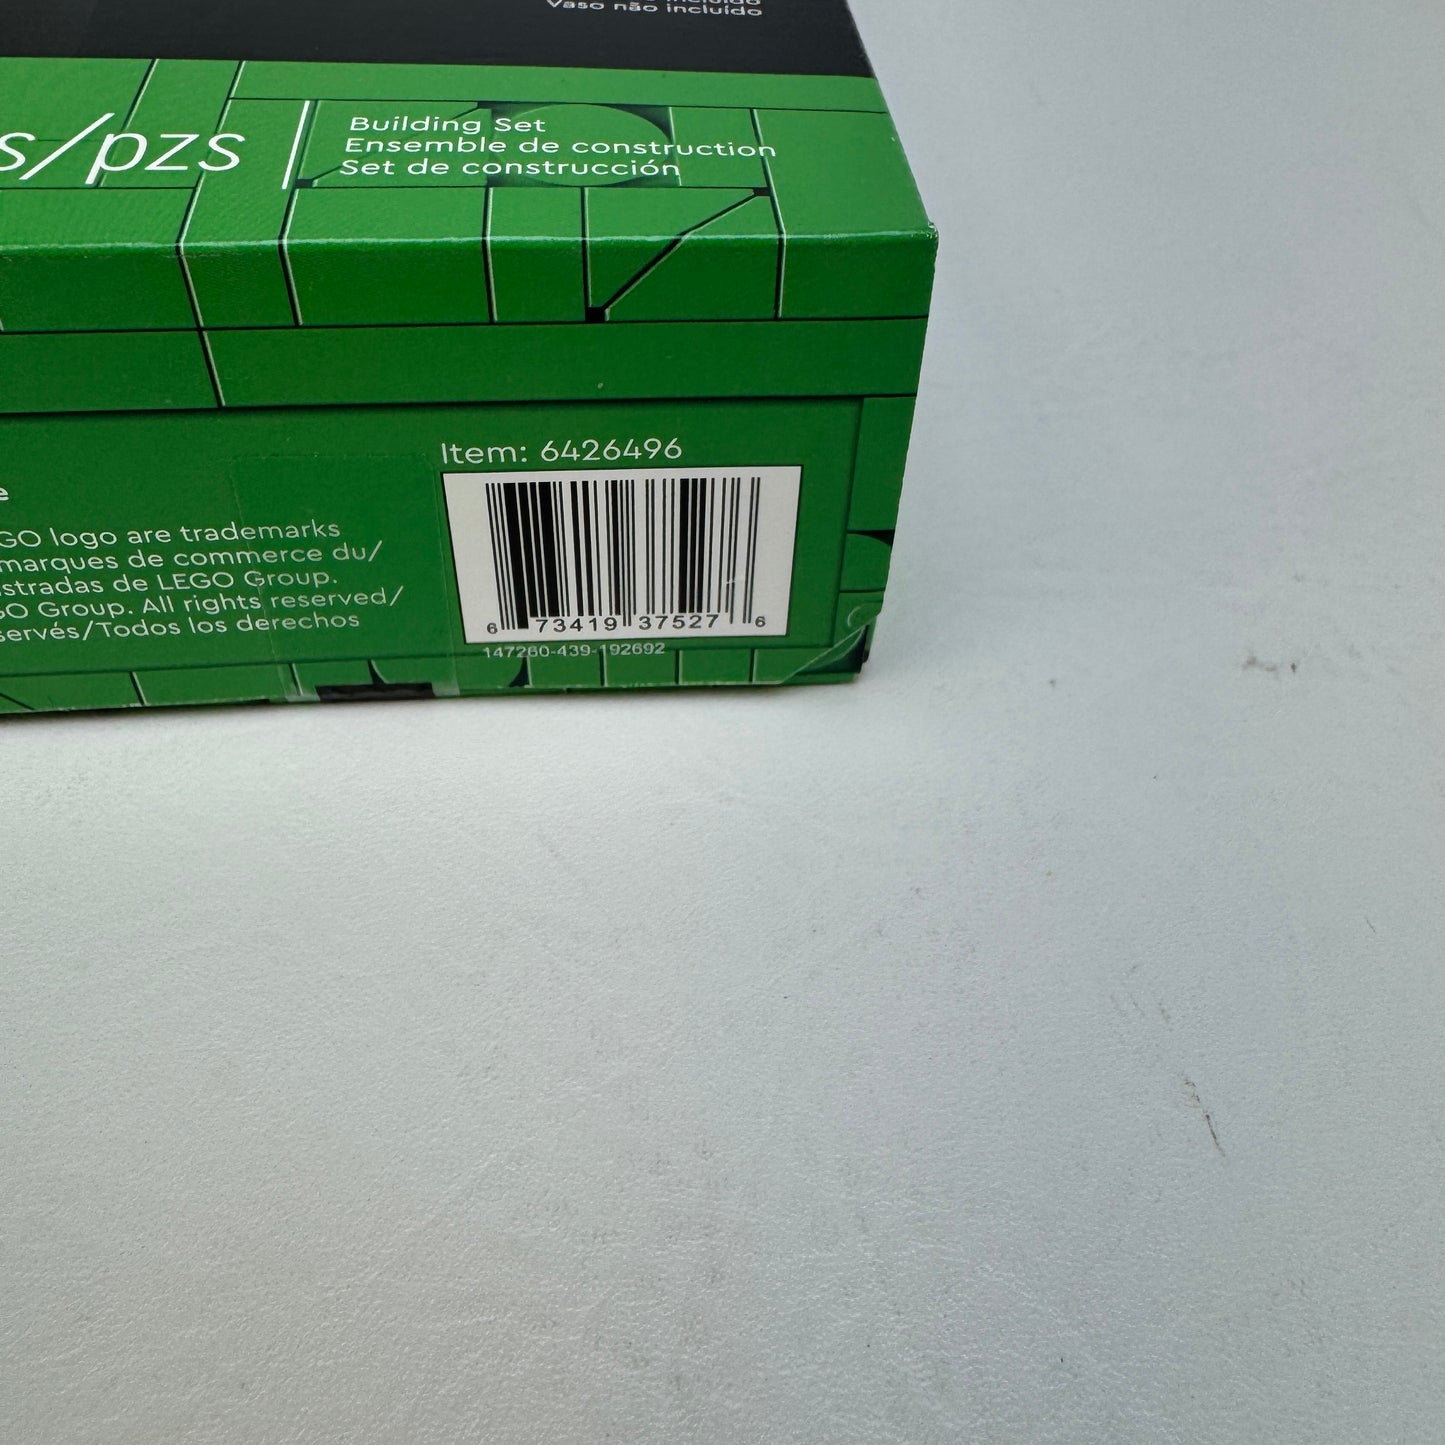 Vaso não incluído
s/pzs
Building Set
Ensemble de construction
Set de construcción
Item: 6426496
e
GO logo are trademarks
marques de commerce du/
stradas de LEGO Group.
GO Group. All rights reserved/
servés/Todos los derechos
6 73419 37527 6
147260-439-192692